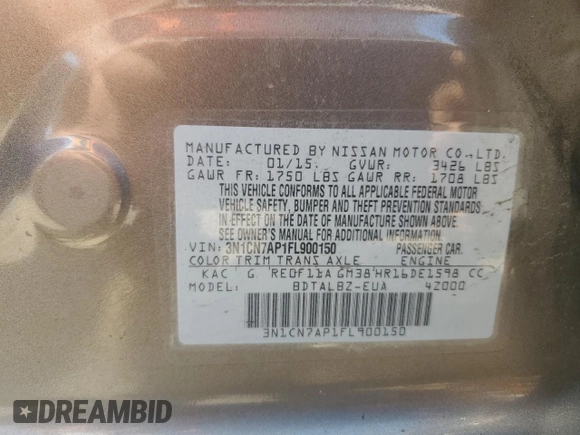 MANUFACTURED BY NISSAN MOTOR CO.,LTD.
DATE: 01/15. GVWR: 3426 LBS
GAWR FR: 1750 LBS GAWR RR: 1708 LBS
THIS VEHICLE CONFORMS TO ALL APPLICABLE FEDERAL MOTOR
VEHICLE SAFETY, BUMPER AND THEFT PREVENTION STANDARDS
IN EFFECT ON THE DATE OF MANUFACTURE SHOWN ABOVE.
SEE OWNER'S MANUAL FOR ADDITIONAL INFORMATION
VIN: 3N1CN7AP1FL900150 PASSENGER CAR.
COLOR TRIM TRANS AXLE ENGINE
KAC G RE0F11A GM38 HR16DE1598 CC
MODEL: BDTALBZ-EUA 4Z000
3N1CN7AP1FL900150
DREAMBID